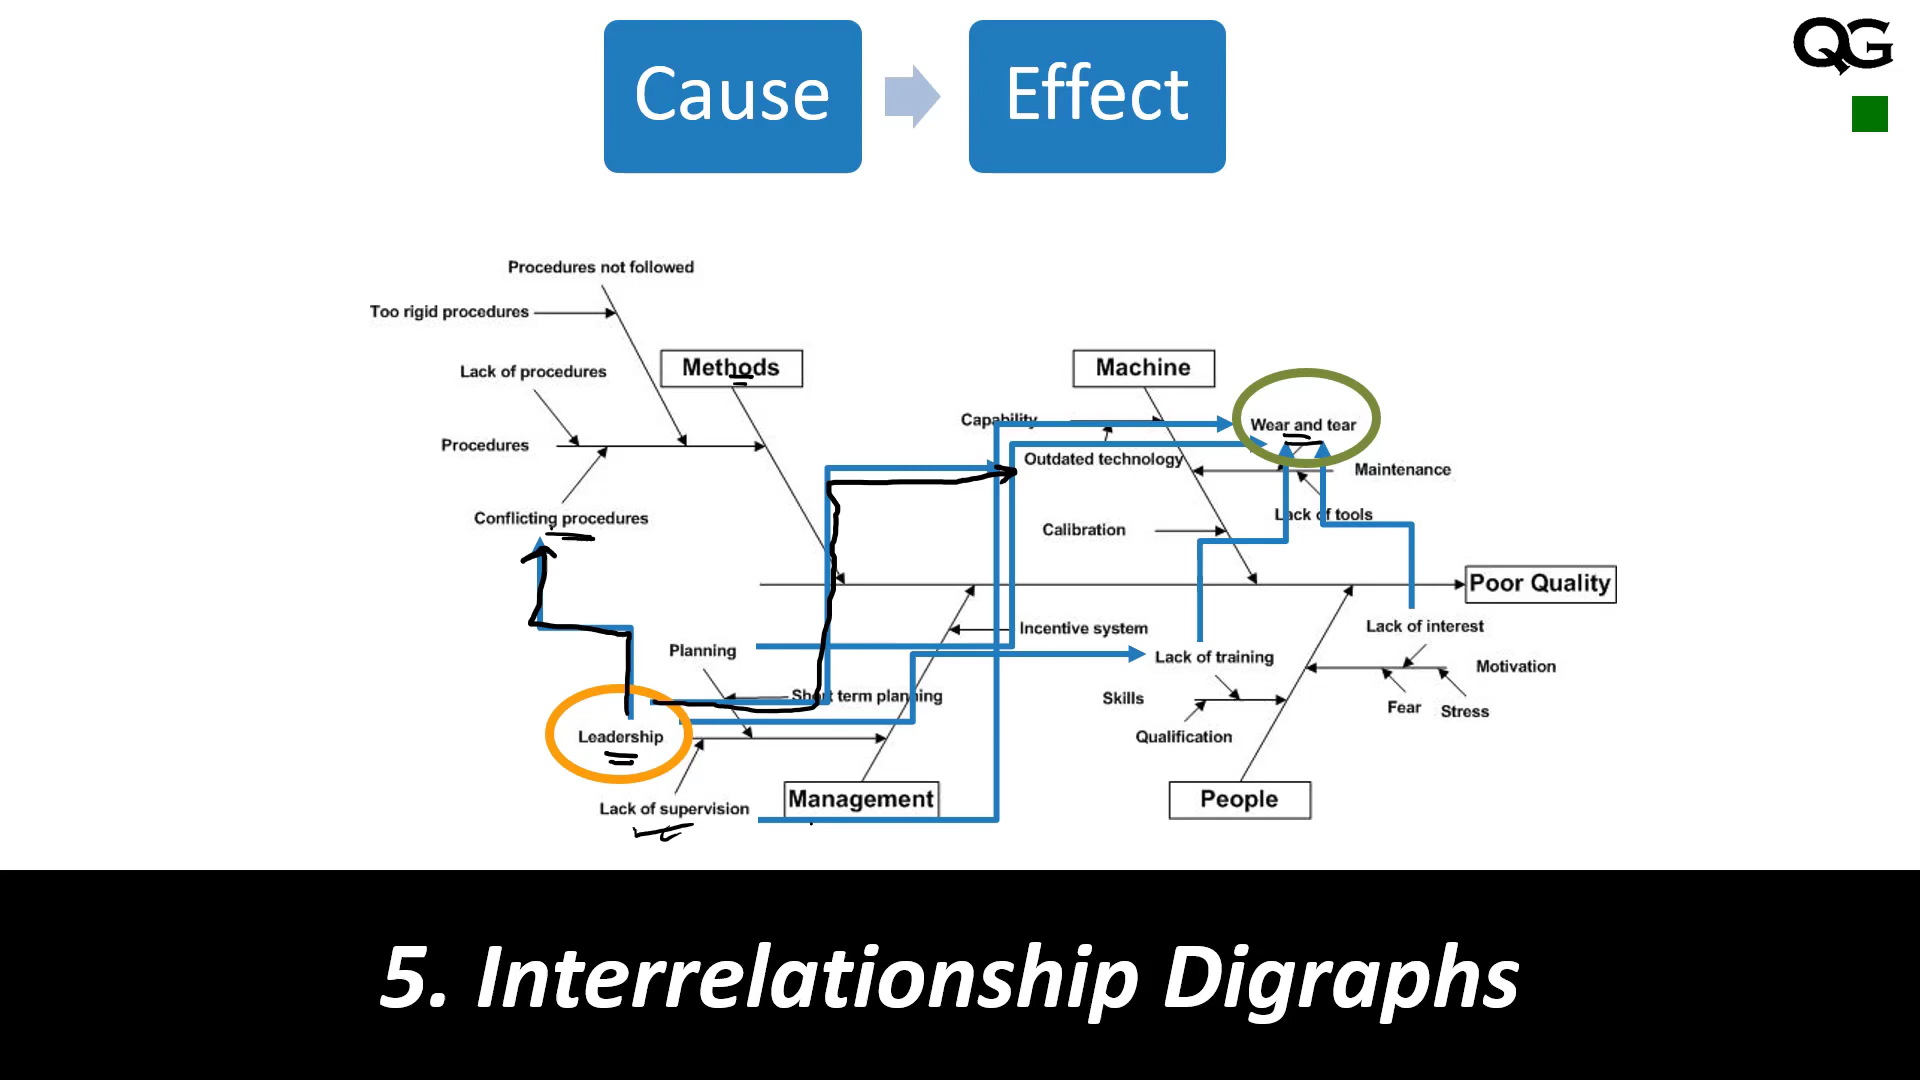 Cause
Effect
QG
Procedures not followed
Too rigid procedures
Lack of procedures
Methods
Machine
Procedures
Capability
Wear and tear
Outdated technology
Maintenance
Conflicting procedures
Calibration
Lack of tools
Poor Quality
Incentive system
Lack of interest
Planning
Lack of training
Motivation
Short term planning
Skills
Fear
Stress
Leadership
Qualification
Lack of supervision
Management
People
5. Interrelationship Digraphs